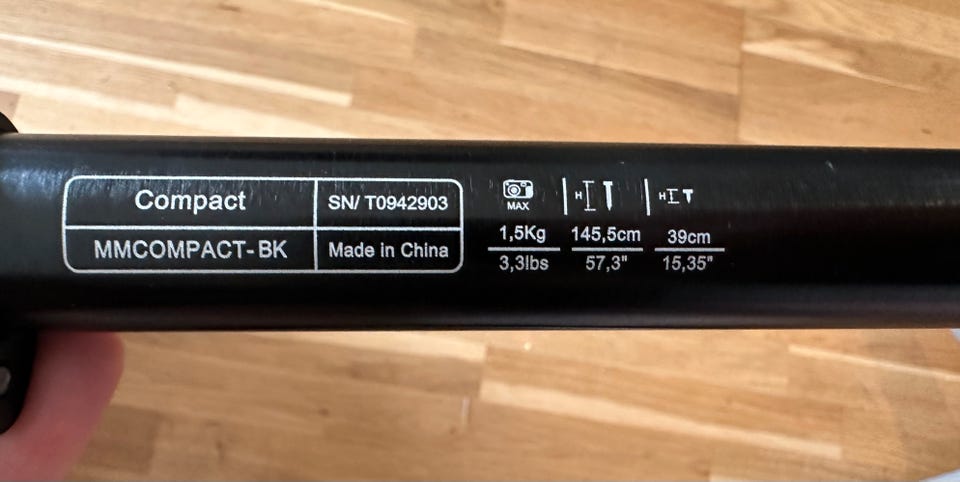 Compact
SN/ T0942903
MMCOMPACT-BK
Made in China
MAX
1,5Kg
3,3lbs
H
145,5cm
57,3"
H
39cm
15,35"